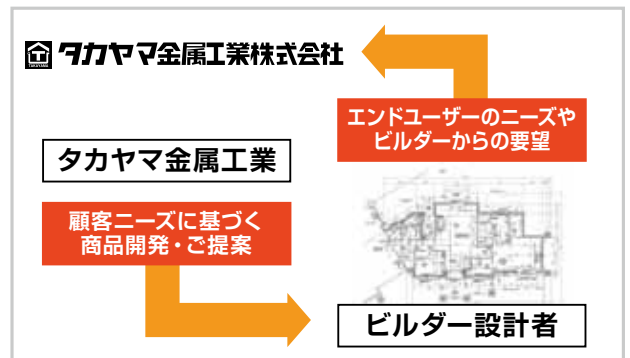 タカヤマ金属工業株式会社
エンドユーザーのニーズや
ビルダーからの要望
タカヤマ金属工業
顧客ニーズに基づく
商品開発・ご提案
ビルダー設計者